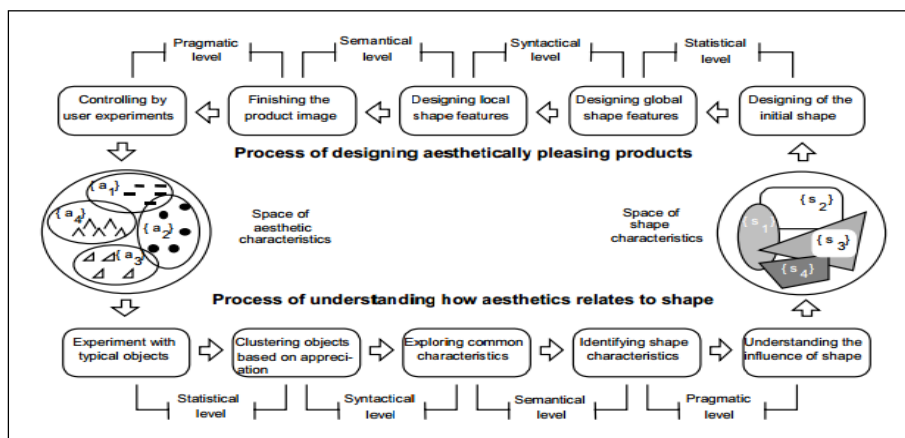 Pragmatic level
Semantical level
Syntactical level
Statistical level
Controlling by user experiments
Finishing the product image
Designing local shape features
Designing global shape features
Designing of the initial shape
Process of designing aesthetically pleasing products
{ a1 }
{ a4 }
{ a2 }
{ a3 }
Space of aesthetic characteristics
Space of shape characteristics
{ s2 }
{ s1 }
{ s3 }
{ s4 }
Process of understanding how aesthetics relates to shape
Experiment with typical objects
Clustering objects based on appreci-ation
Exploring common characteristics
Identifying shape characteristics
Understanding the influence of shape
Statistical level
Syntactical level
Semantical level
Pragmatic level